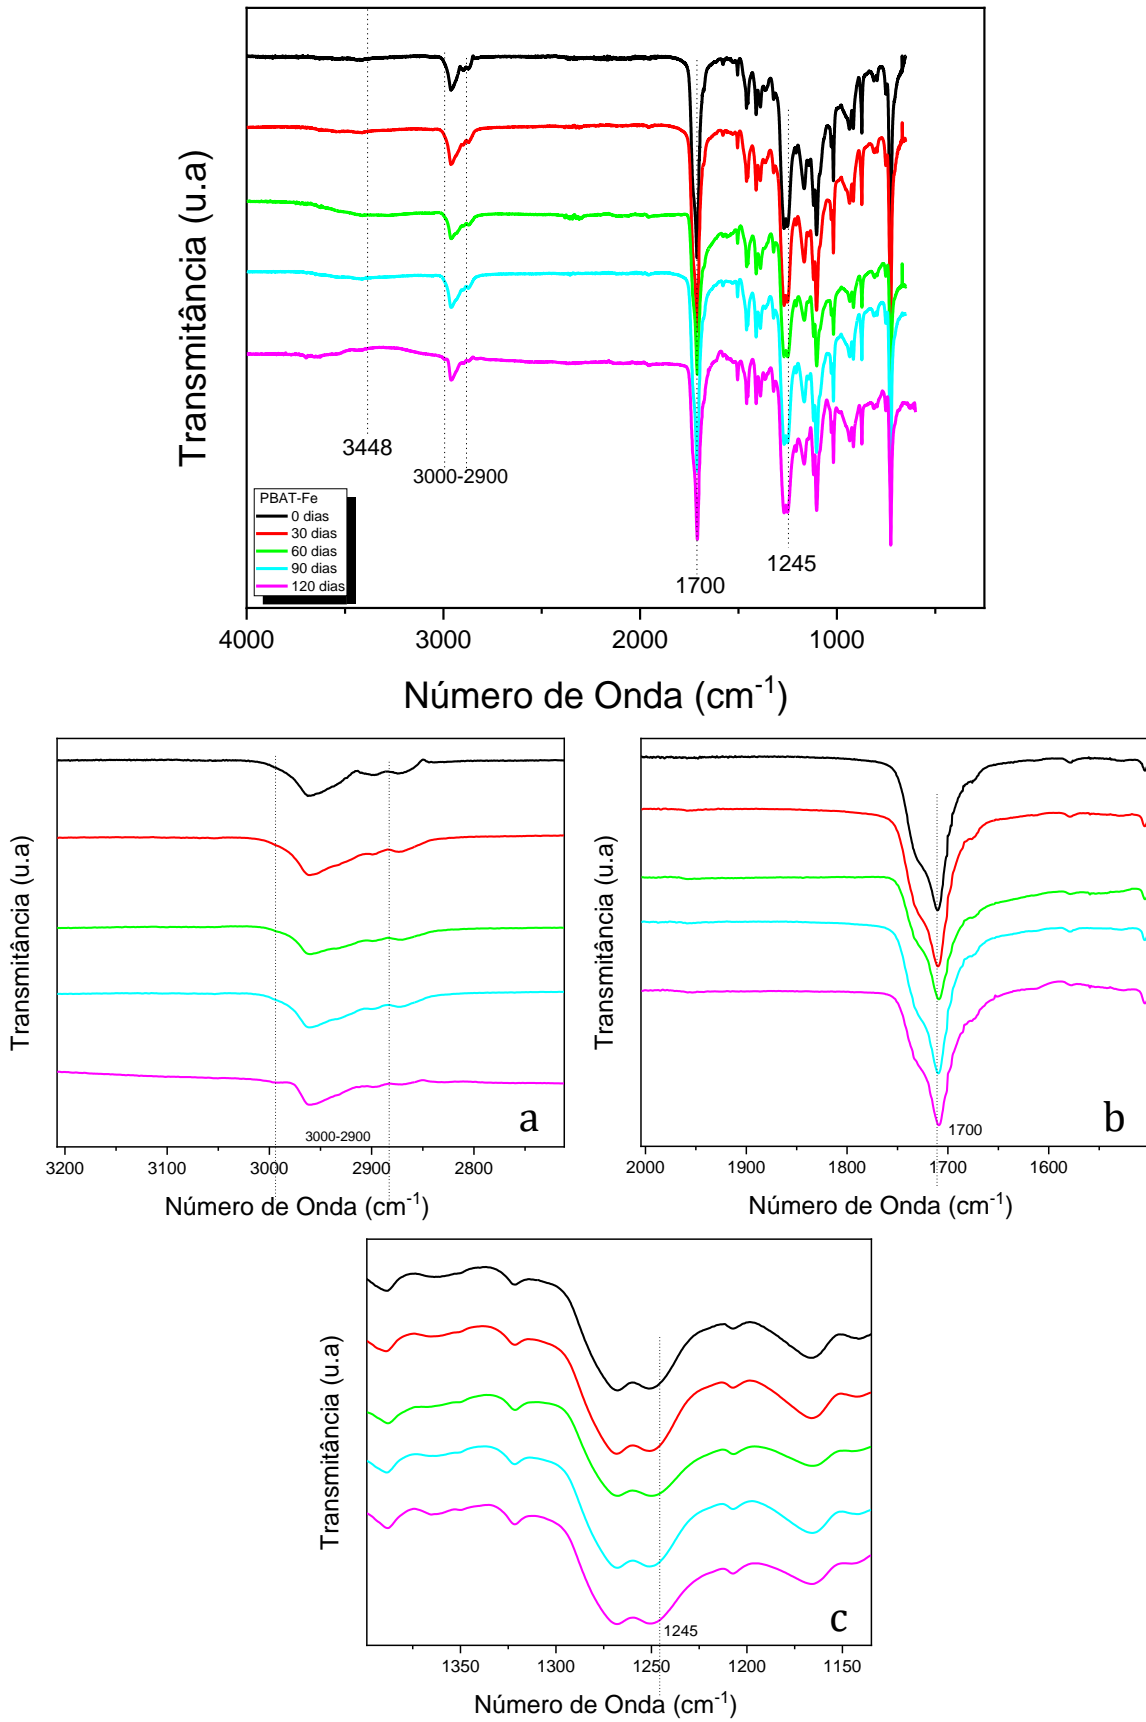 Transmitância (u.a)
3448
3000-2900
1700
1245
PBAT-Fe
0 dias
30 dias
60 dias
90 dias
120 dias
4000 3000 2000 1000
Número de Onda (cm-1)
Transmitância (u.a)
3000-2900
a
3200 3100 3000 2900 2800
Número de Onda (cm-1)
Transmitância (u.a)
1700
b
2000 1900 1800 1700 1600
Número de Onda (cm-1)
Transmitância (u.a)
1245
c
1350 1300 1250 1200 1150
Número de Onda (cm-1)